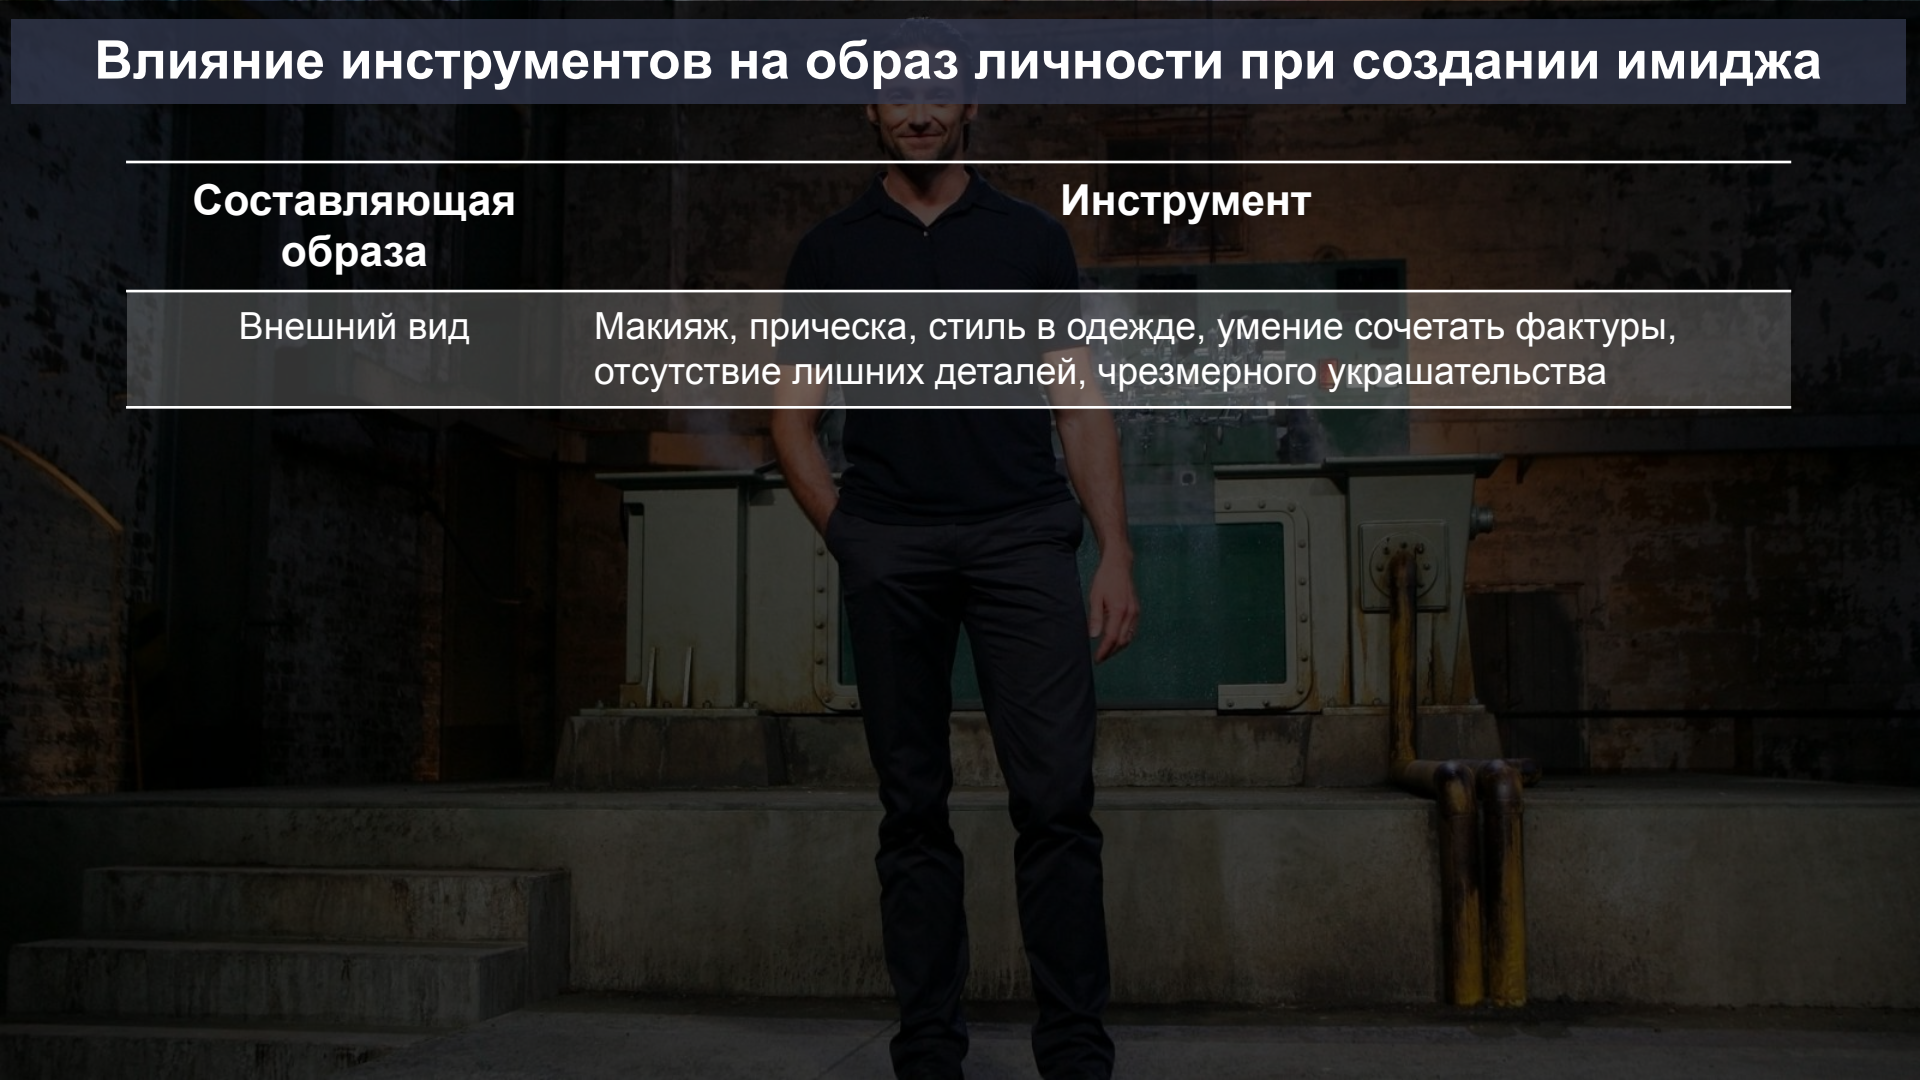 Влияние инструментов на образ личности при создании имиджа
Составляющая
образа
Инструмент
Внешний вид
Макияж, прическа, стиль в одежде, умение сочетать фактуры,
отсутствие лишних деталей, чрезмерного украшательства